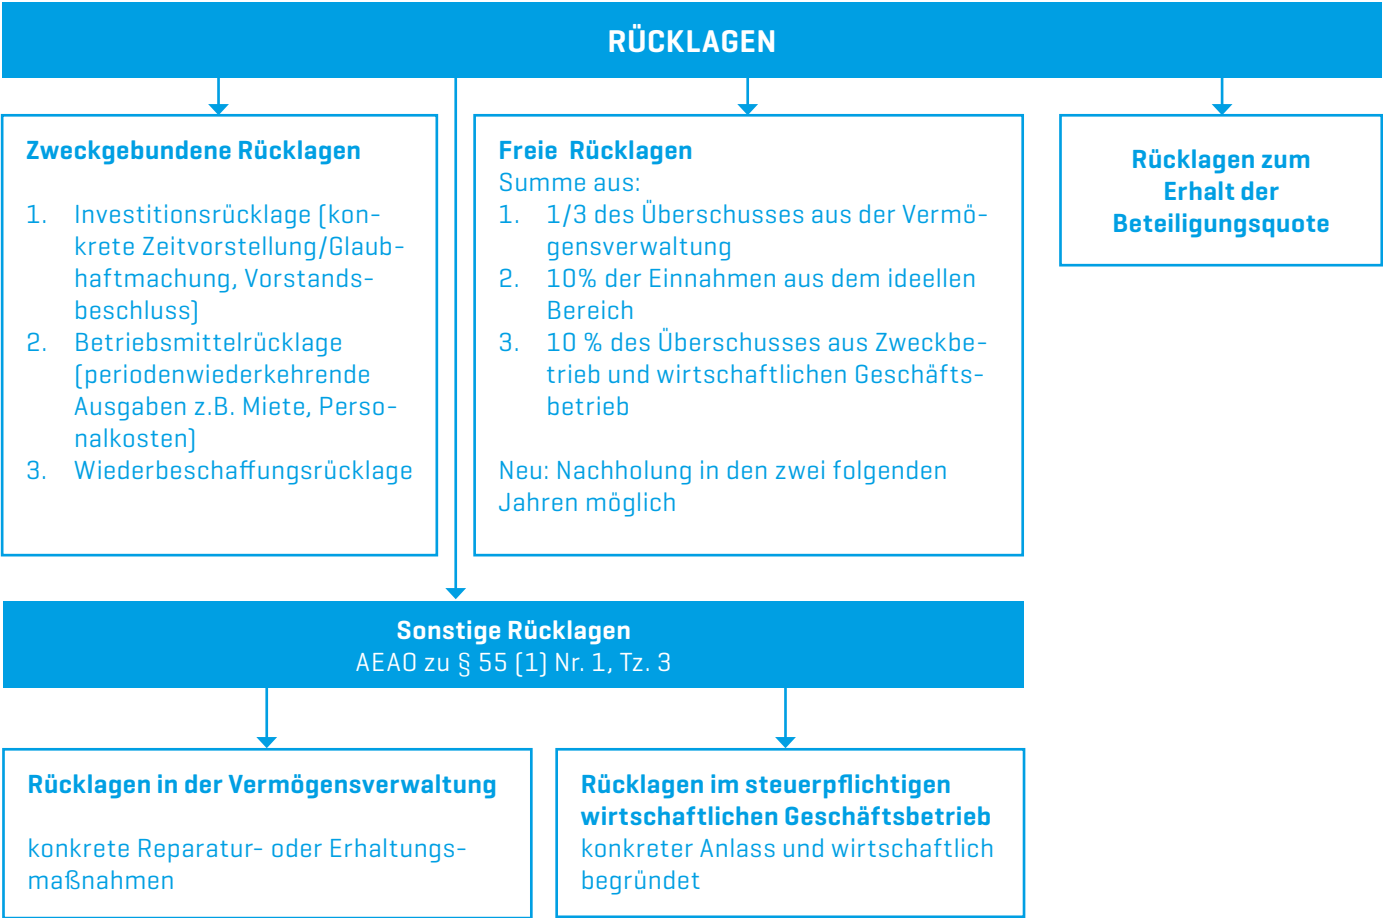 RÜCKLAGEN
Zweckgebundene Rücklagen
1. Investitionsrücklage (kon-
krete Zeitvorstellung/Glaub-
haftmachung, Vorstands-
beschluss)
2. Betriebsmittelrücklage
(periodenwiederkehrende
Ausgaben z.B. Miete, Perso-
nalkosten)
3. Wiederbeschaffungsrücklage
Freie Rücklagen
Summe aus:
1. 1/3 des Überschusses aus der Vermö-
gensverwaltung
2. 10% der Einnahmen aus dem ideellen
Bereich
3. 10 % des Überschusses aus Zweckbe-
trieb und wirtschaftlichen Geschäfts-
betrieb
Neu: Nachholung in den zwei folgenden
Jahren möglich
Rücklagen zum
Erhalt der
Beteiligungsquote
Sonstige Rücklagen
AEAO zu § 55 (1) Nr. 1, Tz. 3
Rücklagen in der Vermögensverwaltung
konkrete Reparatur- oder Erhaltungs-
maßnahmen
Rücklagen im steuerpflichtigen
wirtschaftlichen Geschäftsbetrieb
konkreter Anlass und wirtschaftlich
begründet